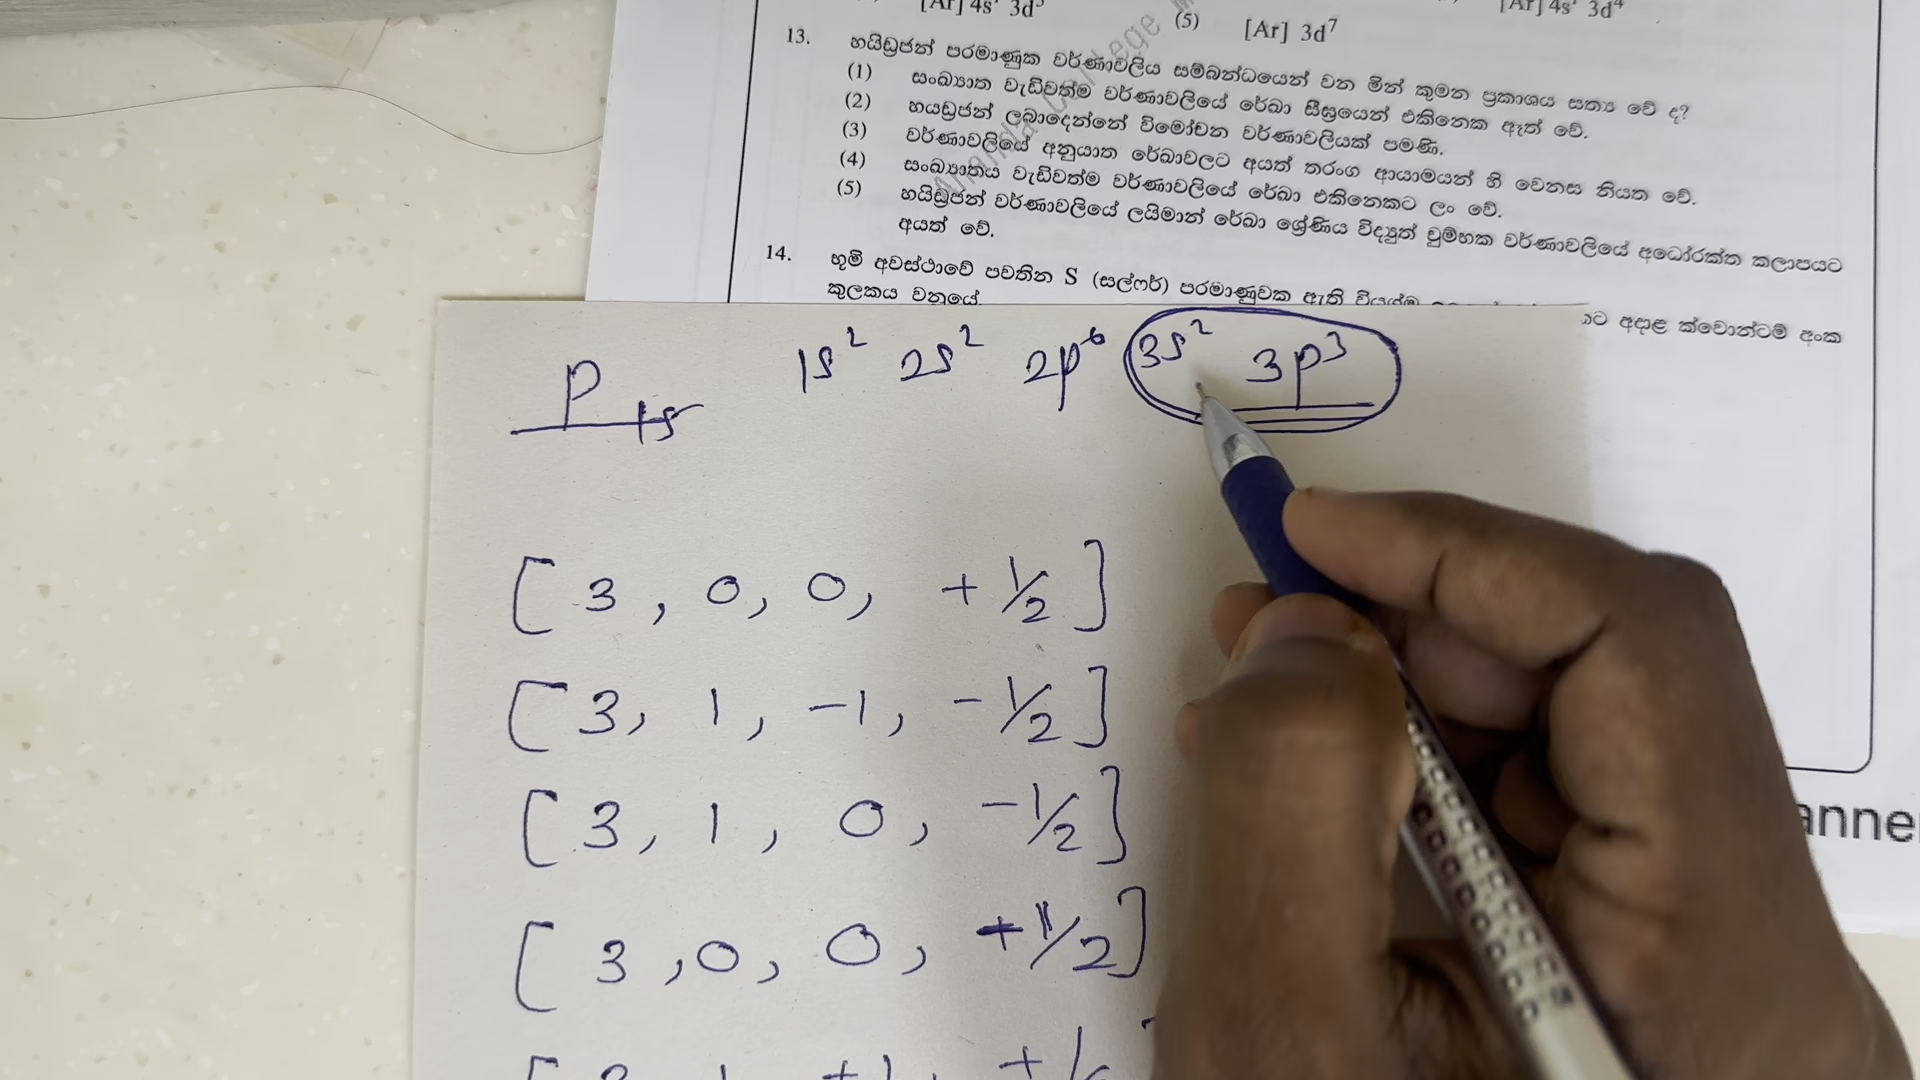 [Ar] 4s 3d
(5) [Ar] 3d⁷
[Ar] 4s 3d⁴
13. හයිඩ්‍රජන් පරමාණුක වර්ණාවලිය සම්බන්ධයෙන් වන මින් කුමන ප්‍රකාශය සත්‍ය වේ ද?
(1) සංඛ්‍යාත වැඩිවත්ම වර්ණාවලියේ රේඛා සීඝ්‍රයෙන් එකිනෙක ඈත් වේ.
(2) හයඩ්‍රජන් ලබාදෙන්නේ විමෝචන වර්ණාවලියක් පමණි.
(3) වර්ණාවලියේ අනුයාත රේඛාවලට අයත් තරංග ආයාමයන් හි වෙනස නියත වේ.
(4) සංඛ්‍යාතය වැඩිවත්ම වර්ණාවලියේ රේඛා එකිනෙකට ලං වේ.
(5) හයිඩ්‍රජන් වර්ණාවලියේ ලයිමාන් රේඛා ශ්‍රේණිය විද්‍යුත් චුම්භක වර්ණාවලියේ අධෝරක්ත කලාපයට
අයත් වේ.
14. භූමි අවස්ථාවේ පවතින S (සල්ෆර්) පරමාණුවක ඇති අදාළ ක්වොන්ටම් අංක
කුලකය වනුයේ
P 15 1s² 2s² 2p⁶ 3s² 3p³
[ 3 , 0, 0, + 1/2 ]
[ 3, 1, -1, - 1/2 ]
[ 3, 1, 0, - 1/2 ]
anne
[ 3 , 0, 0, + 1/2 ]